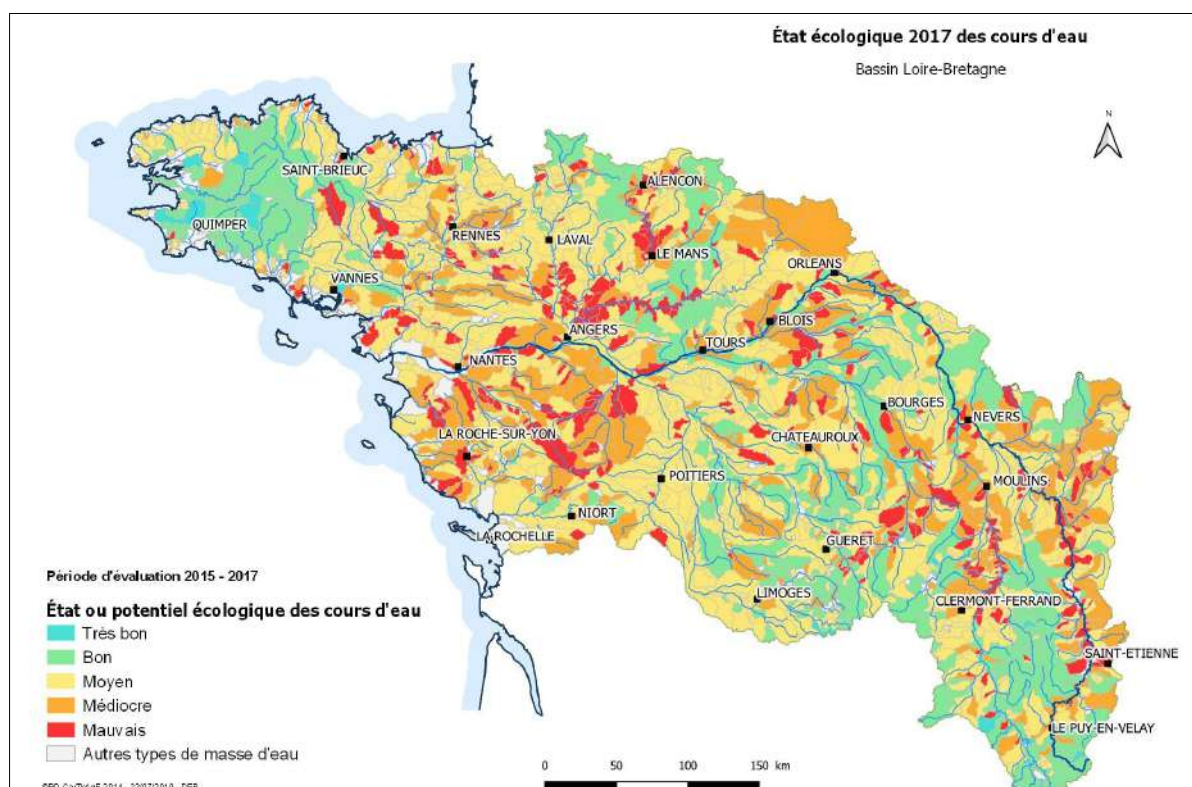 État écologique 2017 des cours d'eau
Bassin Loire-Bretagne
N
SAINT-BRIEUC
ALENCON
QUIMPER
RENNES
LAVAL
LE MANS
ORLEANS
VANNES
BLOIS
ANGERS
TOURS
NANTES
BOURGES
NEVERS
LA ROCHE-SUR-YON
CHATEAUROUX
POITIERS
MOULINS
NIORT
LA ROCHELLE
GUERET
LIMOGES
CLERMONT-FERRAND
SAINT-ETIENNE
LE PUY-EN-VELAY
Période d'évaluation 2015 - 2017
État ou potentiel écologique des cours d'eau
Très bon
Bon
Moyen
Médiocre
Mauvais
Autres types de masse d'eau
0 50 100 150 km